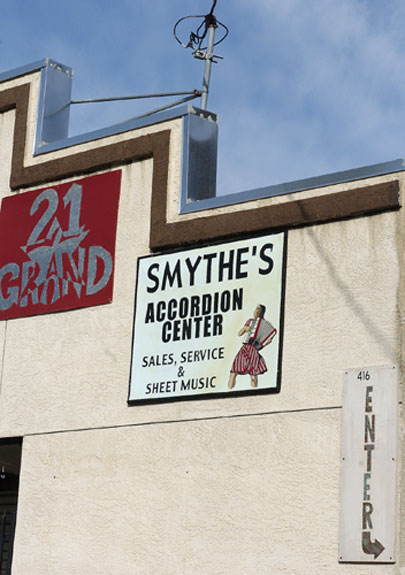 21
GRAND
SMYTHE'S
ACCORDION
CENTER
SALES, SERVICE
&
SHEET MUSIC
416
ENTER